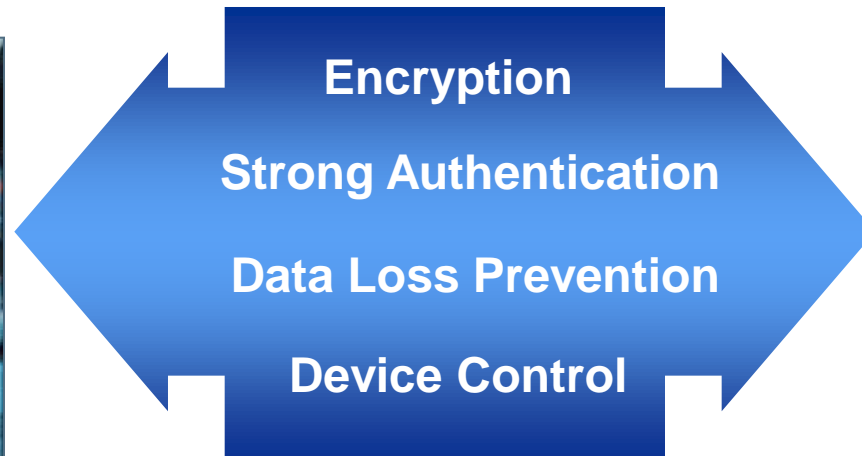 Encryption
Strong Authentication
Data Loss Prevention
Device Control